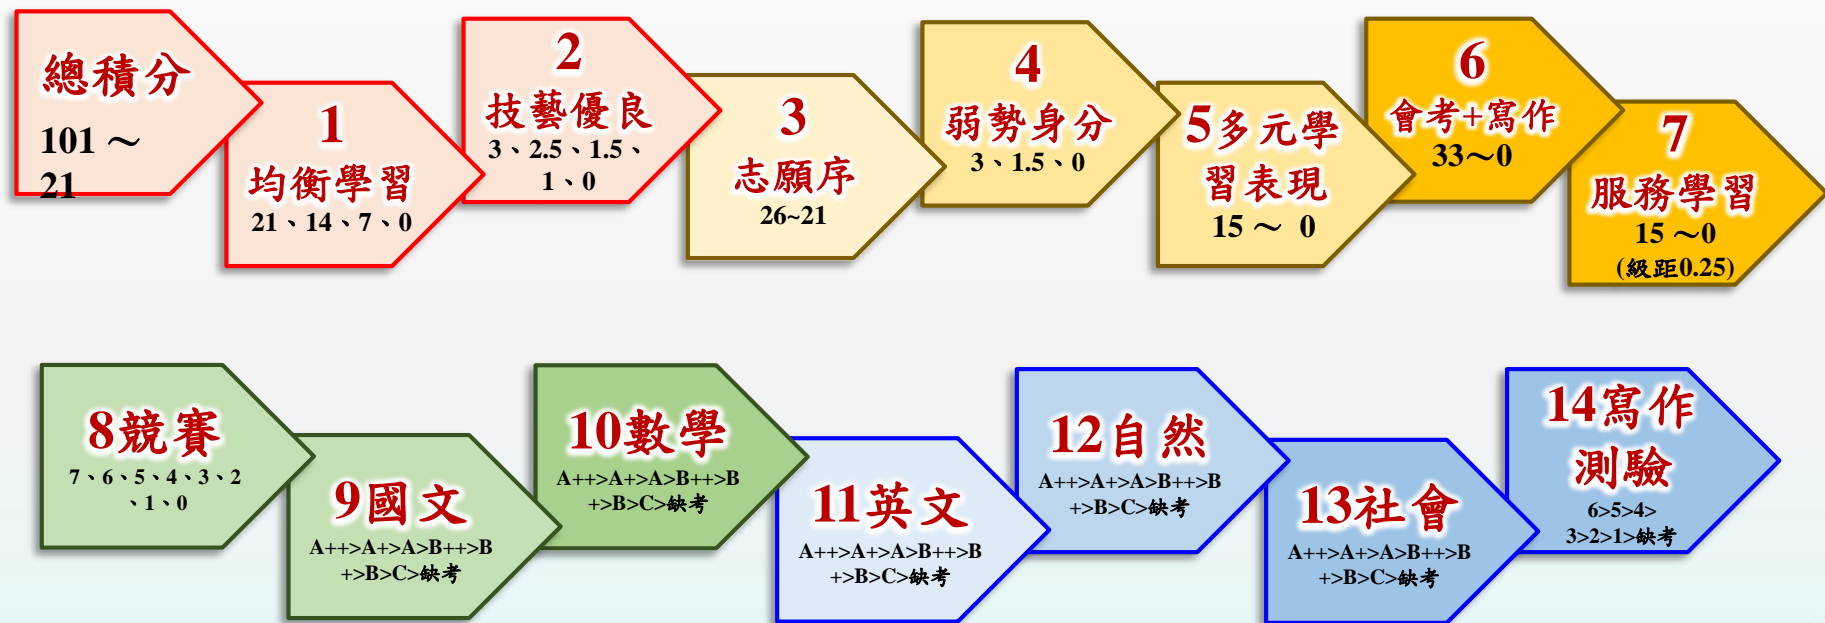 總積分
101 ～
21
1
均衡學習
21、14、7、0
2
技藝優良
3、2.5、1.5、
1、0
3
志願序
26~21
4
弱勢身分
3、1.5、0
5多元學
習表現
15 ～ 0
6
會考+寫作
33～0
7
服務學習
15 ～0
(級距0.25)
8競賽
7、6、5、4、3、2
、1、0
9國文
A++>A+>A>B++>B
+>B>C>缺考
10數學
A++>A+>A>B++>B
+>B>C>缺考
11英文
A++>A+>A>B++>B
+>B>C>缺考
12自然
A++>A+>A>B++>B
+>B>C>缺考
13社會
A++>A+>A>B++>B
+>B>C>缺考
14寫作
測驗
6>5>4>
3>2>1>缺考